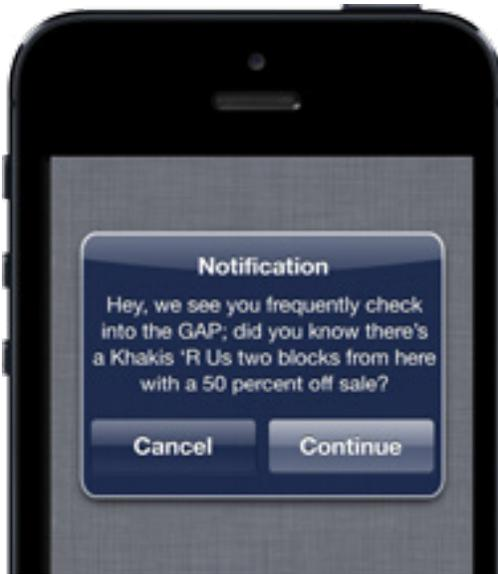 Notification
Hey, we see you frequently check
into the GAP; did you know there's
a Khakis 'R Us two blocks from here
with a 50 percent off sale?
Cancel
Continue